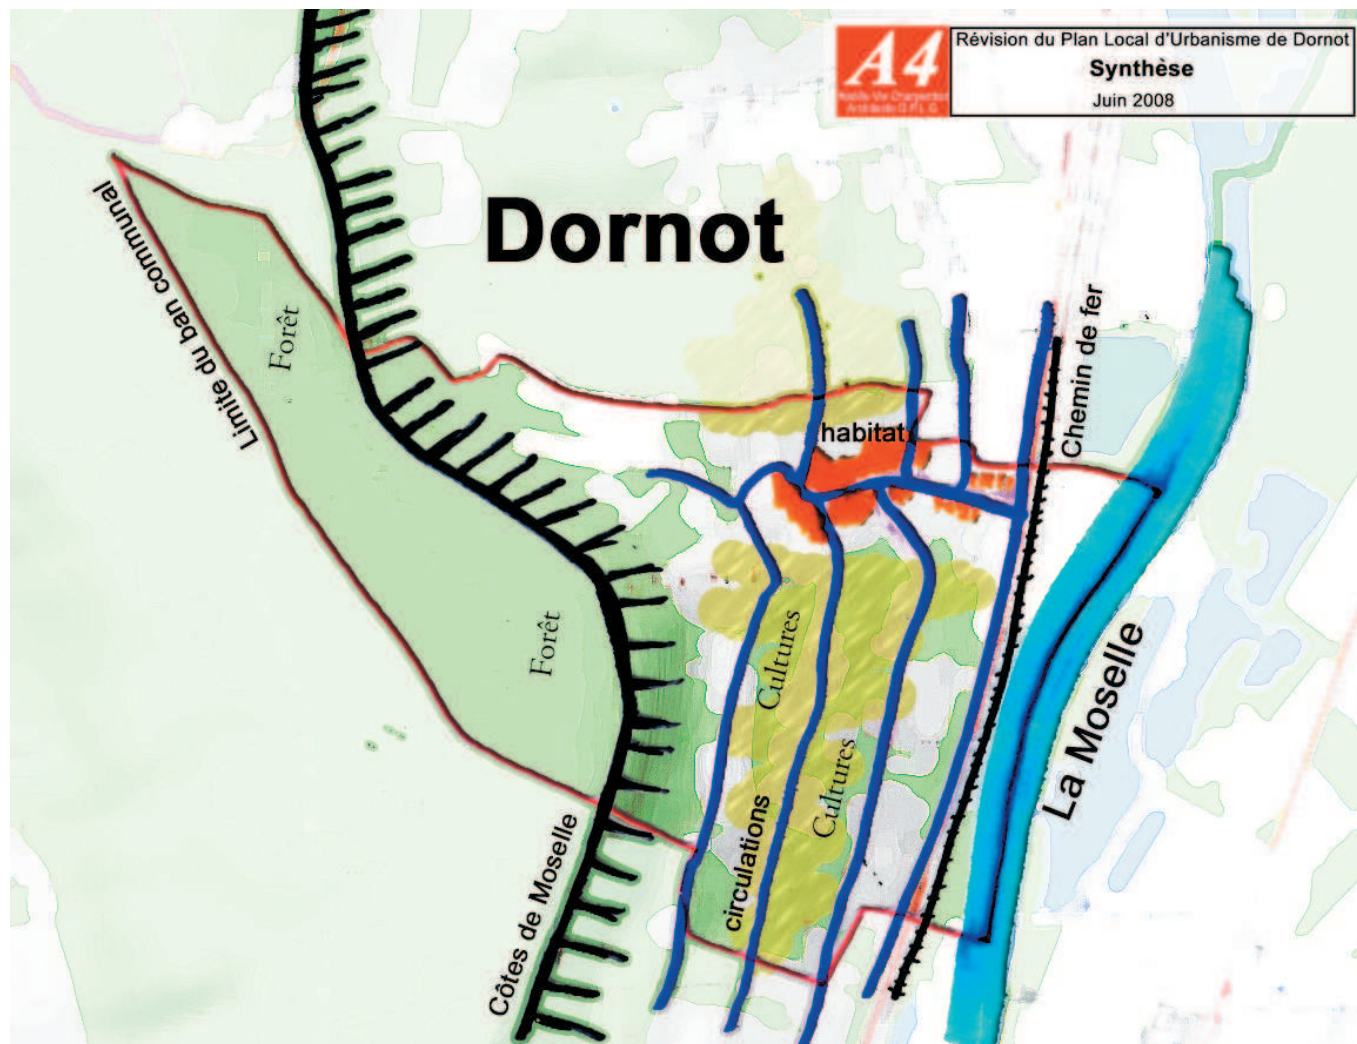 A4
Architecte D.P.L.G.
Révision du Plan Local d'Urbanisme de Dornot
Synthèse
Juin 2008
Dornot
Limite du ban communal
Forêt
Chemin de fer
habitat
Forêt
Cultures
La Moselle
Cultures
circulations
Côtes de Moselle